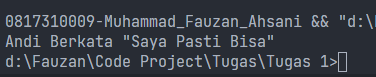 0817310009-Muhammad_Fauzan_Ahsani && "d:\
Andi Berkata "Saya Pasti Bisa"
d:\Fauzan\Code Project\Tugas\Tugas 1>